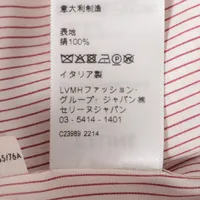 意大利制造
表地
綿100%
イタリア製
LVMHファッション・
グループ・ジャパン㈱
セリーヌジャパン
03 - 5414 - 1401
C23989 2214